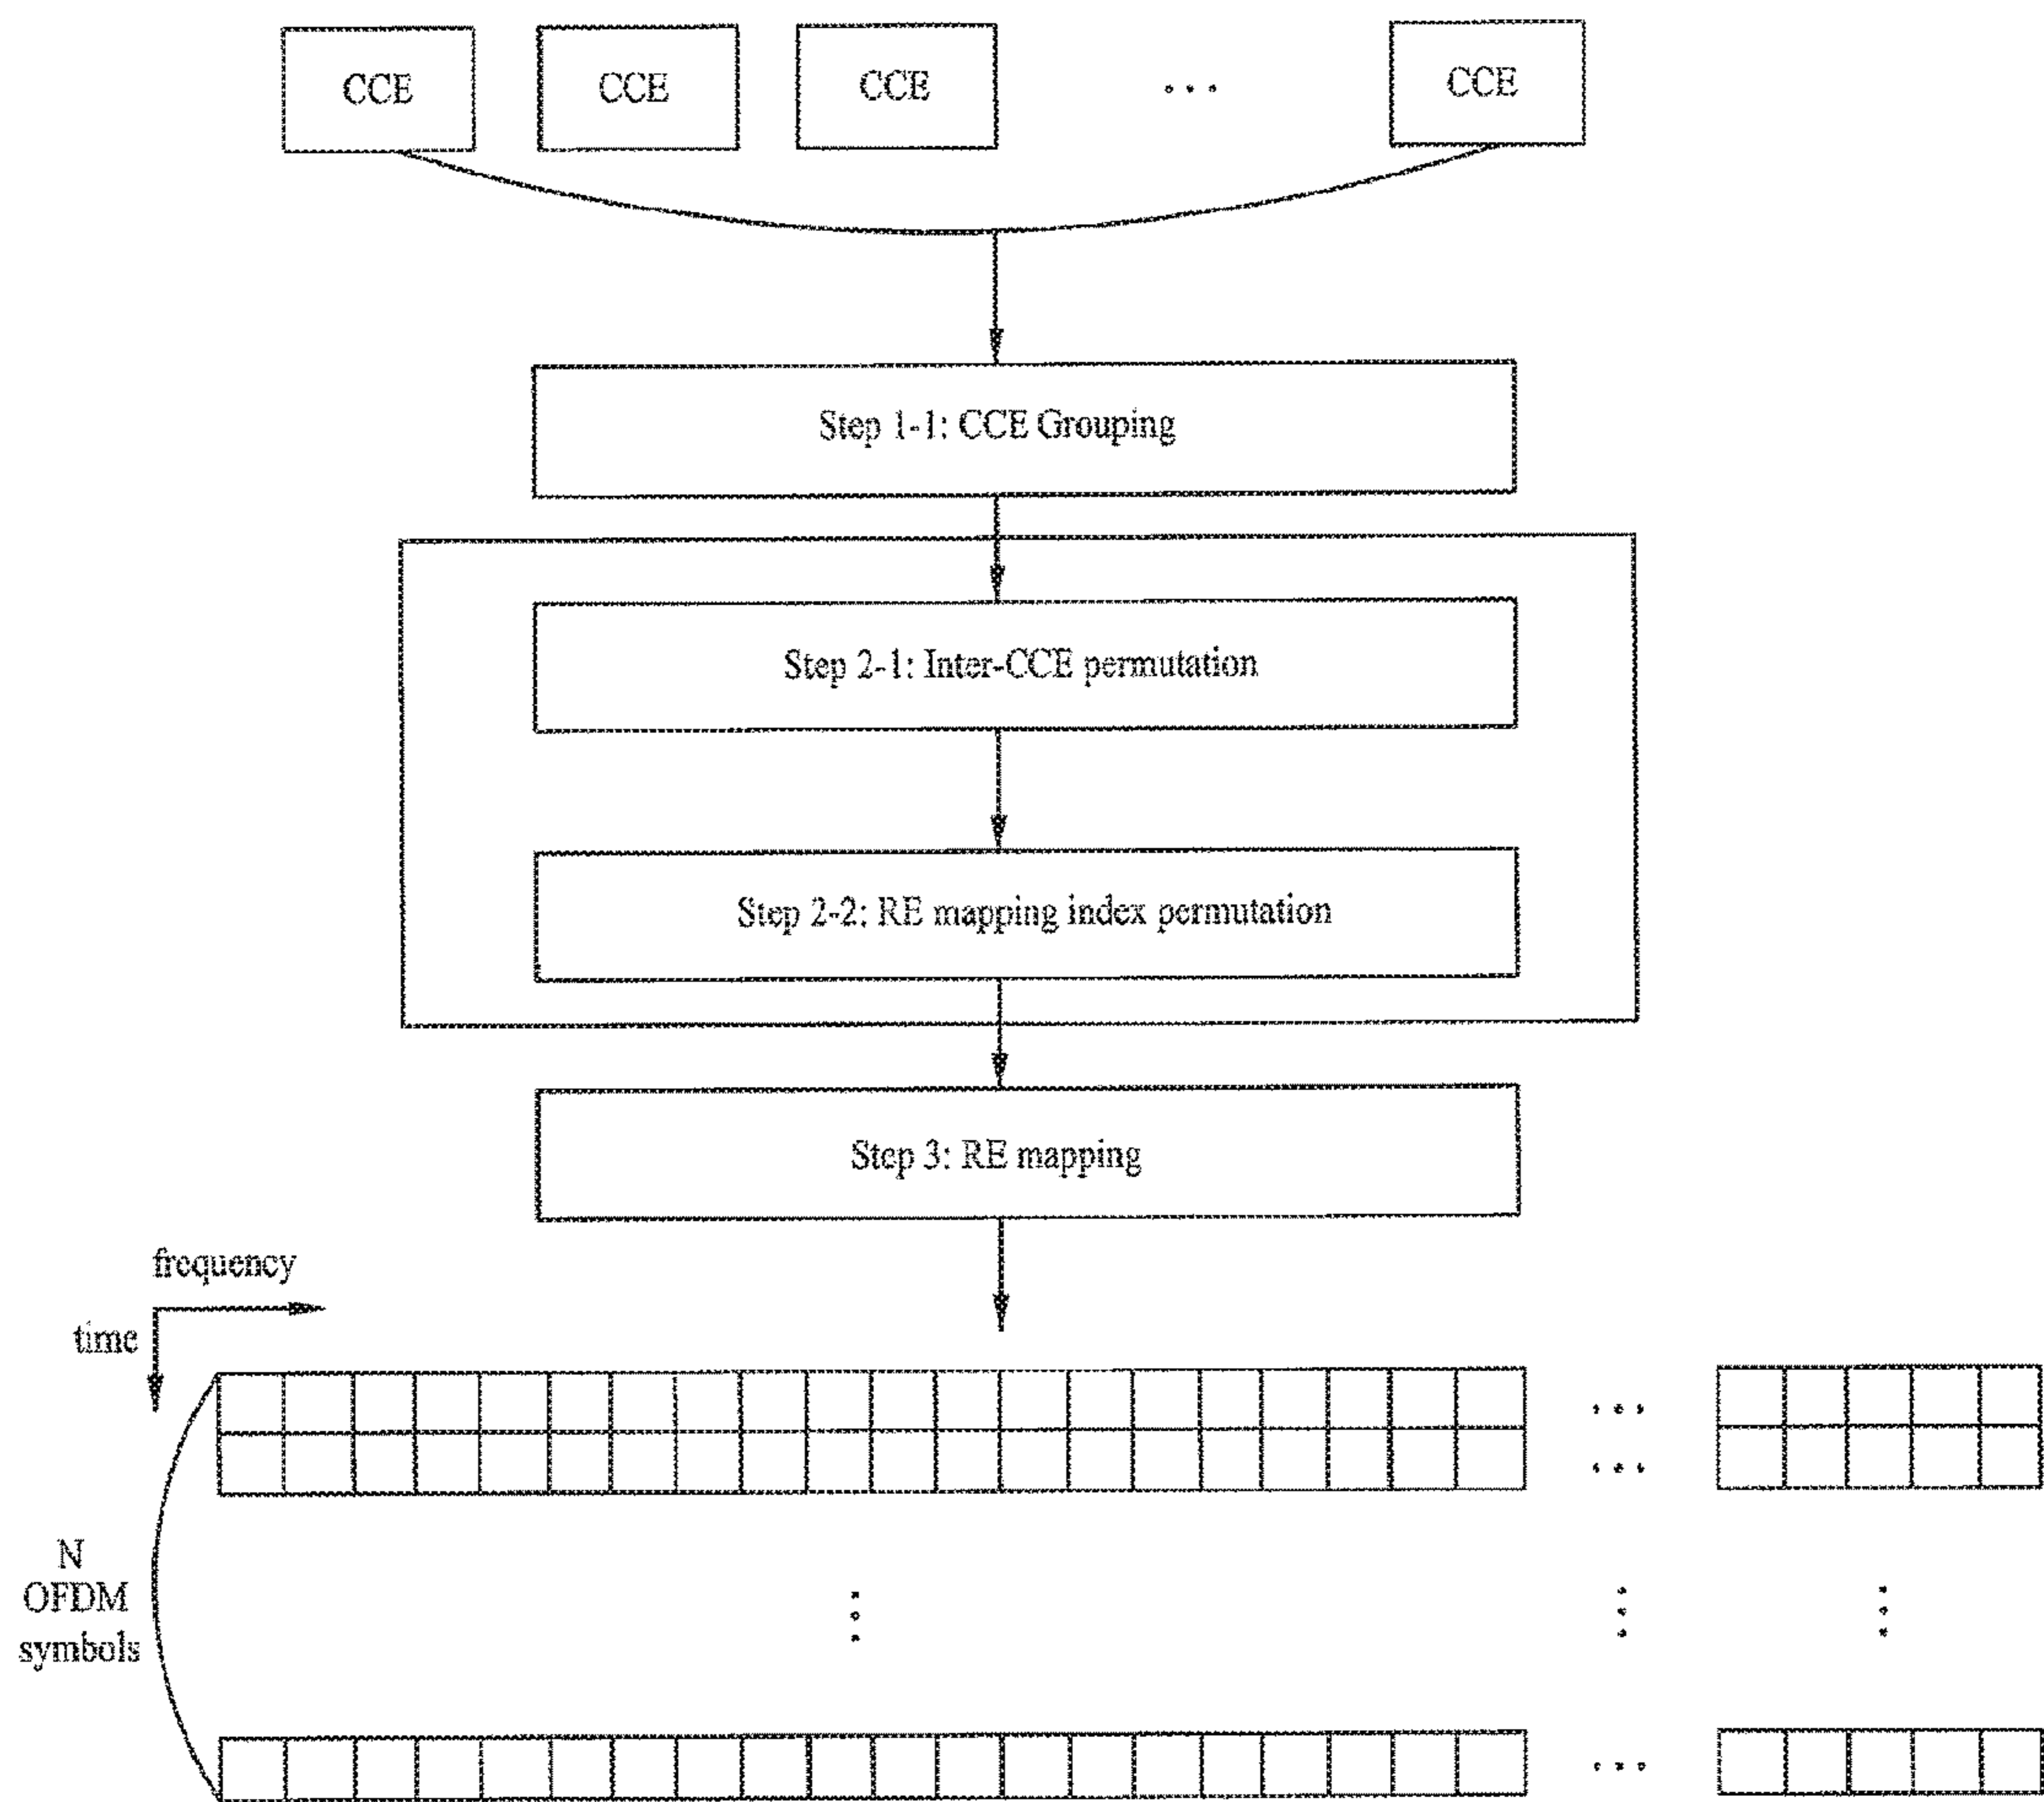 CCE CCE CCE ... CCE
Step 1-1: CCE Grouping
Step 2-1: Inter-CCE permutation
Step 2-2: RE mapping index permutation
Step 3: RE mapping
frequency
time
N
OFDM
symbols